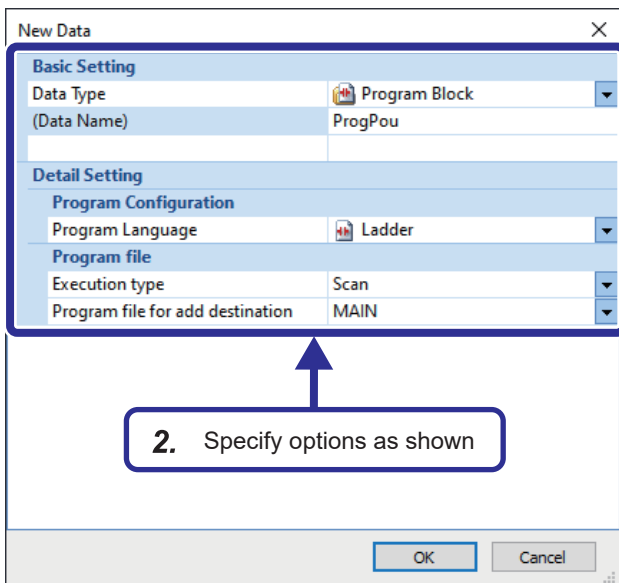 New Data
Basic Setting
Data Type Program Block
(Data Name) ProgPou
Detail Setting
Program Configuration
Program Language Ladder
Program file
Execution type Scan
Program file for add destination MAIN
2. Specify options as shown
OK Cancel